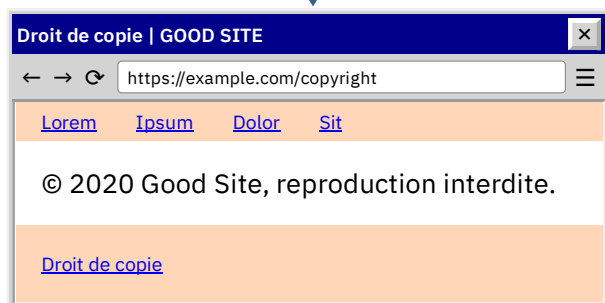 Droit de copie | GOOD SITE
https://example.com/copyright
Lorem Ipsum Dolor Sit
© 2020 Good Site, reproduction interdite.
Droit de copie